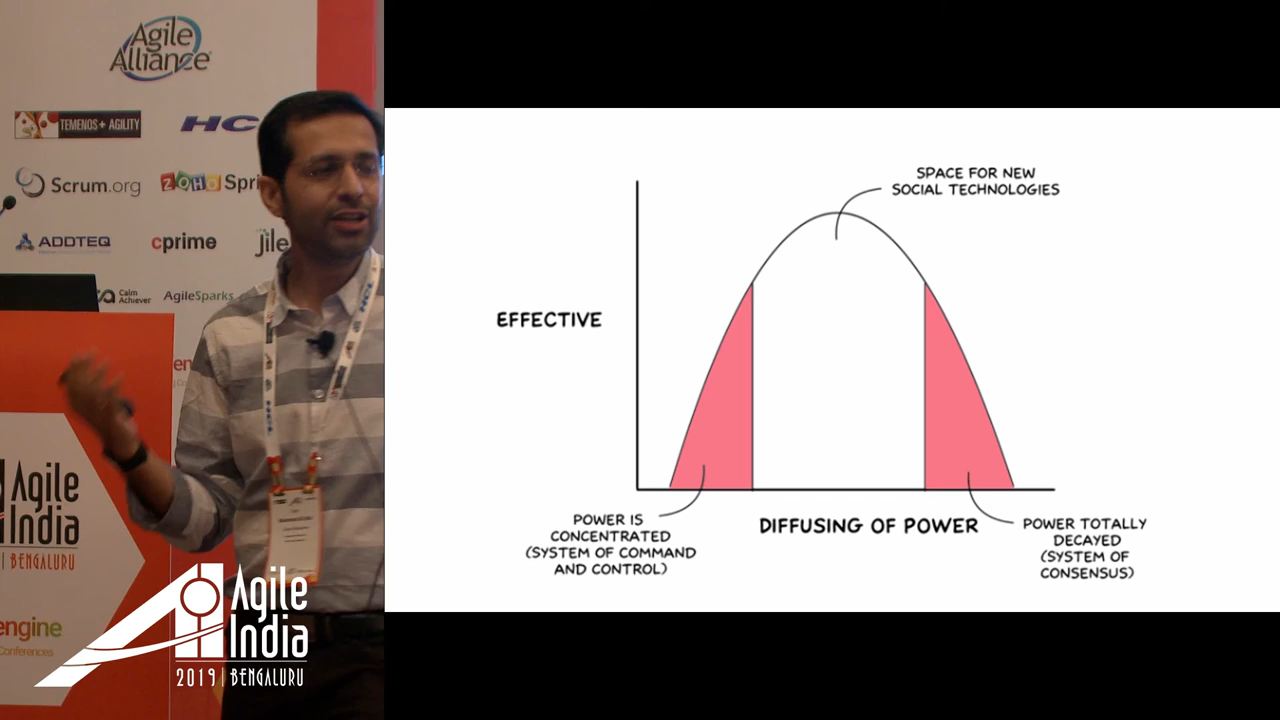 Agile
Alliance
TEMENOS + AGILITY
HC
Scrum.org
ZOHO Spri
ADDTEQ
cprime
Jile
Calm
Achiever
AgileSparks
HCL
en
Agile
India
BENGALURU
engine
Conferences
Agile
India
2019 | BENGALURU
SPACE FOR NEW
SOCIAL TECHNOLOGIES
EFFECTIVE
POWER IS
CONCENTRATED
(SYSTEM OF COMMAND
AND CONTROL)
DIFFUSING OF POWER
POWER TOTALLY
DECAYED
(SYSTEM OF
CONSENSUS)